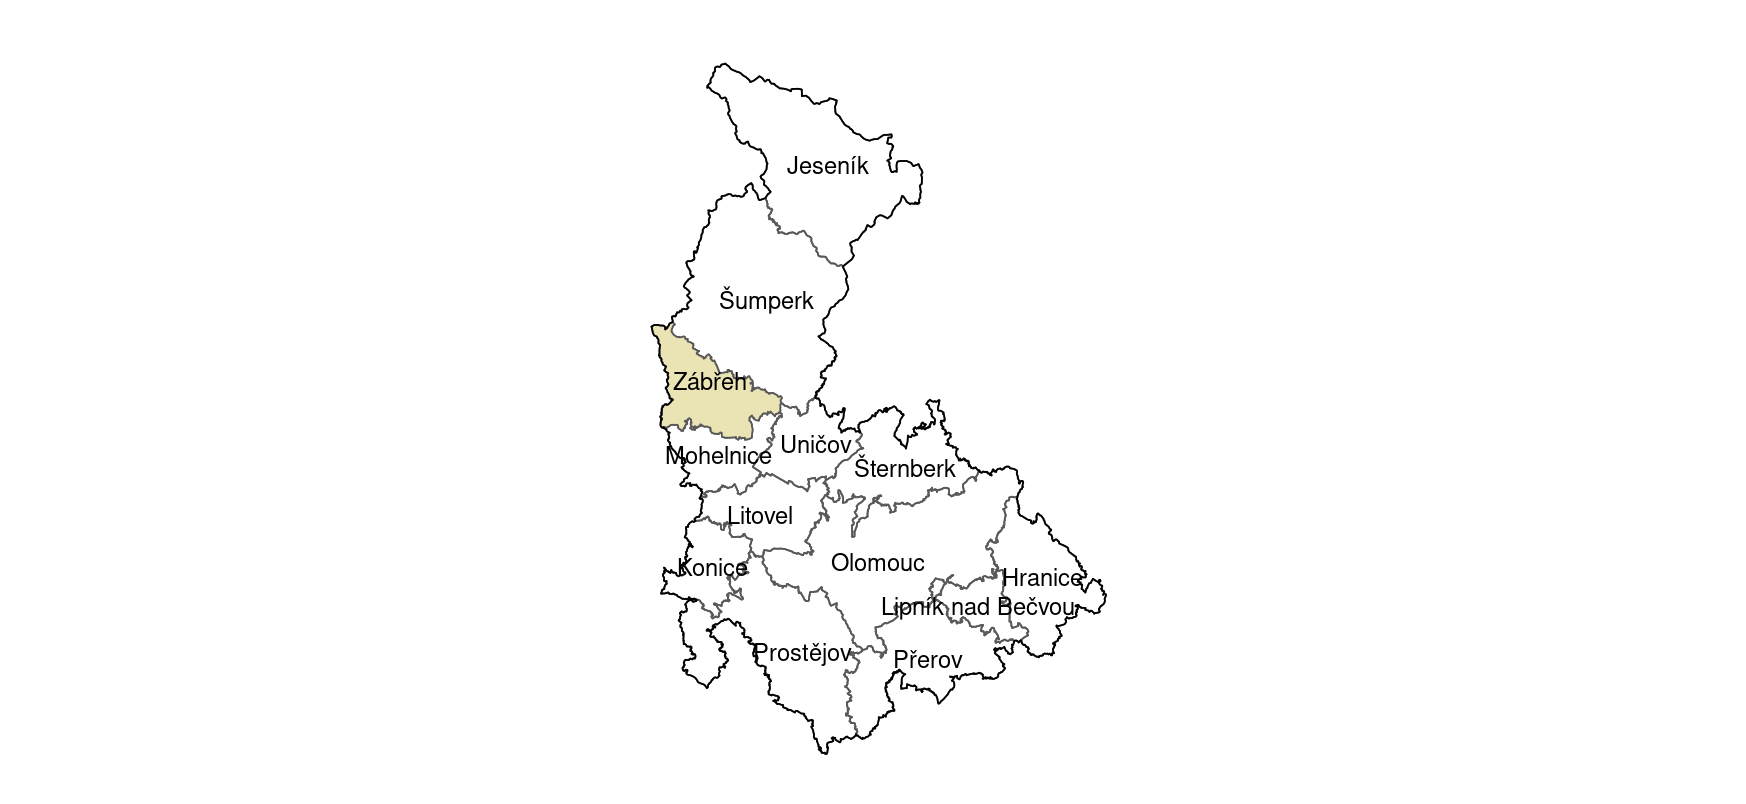 Jeseník
Šumperk
Zábřeh
Mohelnice
Uničov
Šternberk
Litovel
Konice
Olomouc
Hranice
Lipník nad Bečvou
Prostějov
Přerov